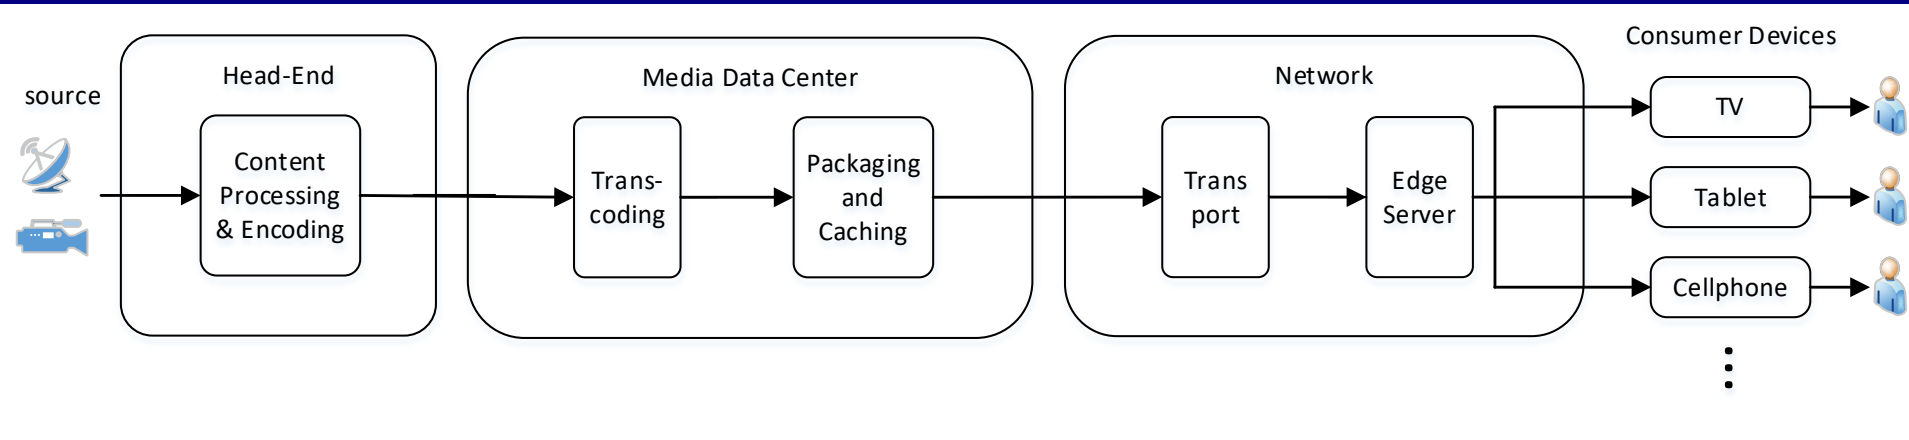 source
Head-End
Content
Processing
& Encoding
Media Data Center
Trans-
coding
Packaging
and
Caching
Network
Trans
port
Edge
Server
Consumer Devices
TV
Tablet
Cellphone